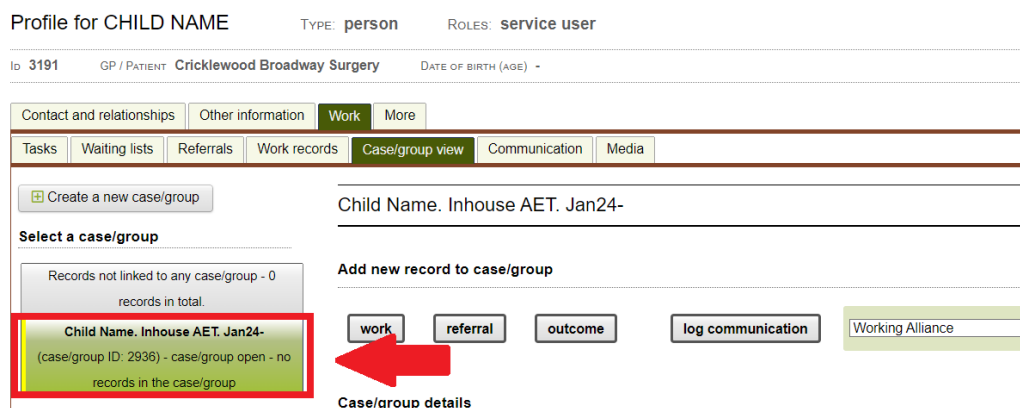 Profile for CHILD NAME TYPE: person ROLES: service user
ID 3191 GP / PATIENT Cricklewood Broadway Surgery DATE OF BIRTH (AGE) -
Contact and relationships Other information Work More
Tasks Waiting lists Referrals Work records Case/group view Communication Media
Create a new case/group
Child Name. Inhouse AET. Jan24-
Select a case/group
Records not linked to any case/group - 0
records in total.
Add new record to case/group
Child Name. Inhouse AET. Jan24-
(case/group ID: 2936) - case/group open - no
records in the case/group
work referral outcome log communication Working Alliance
Case/group details